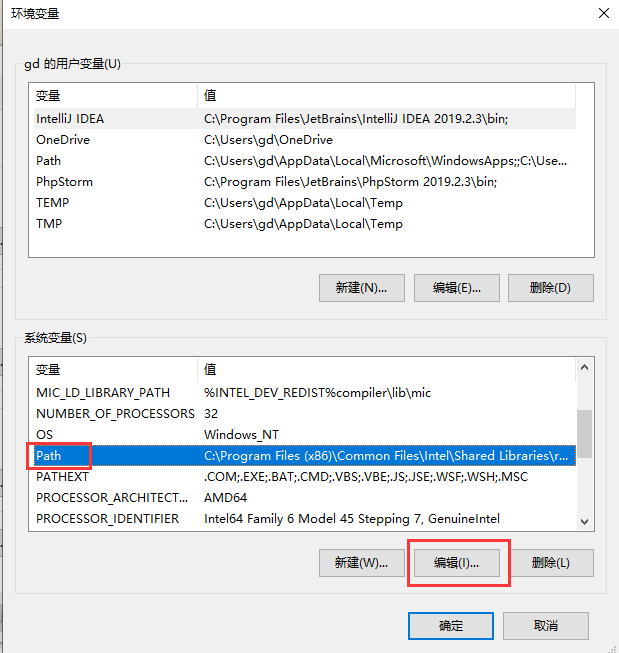 环境变量
gd 的用户变量(U)
变量 值
IntelliJ IDEA C:\Program Files\JetBrains\IntelliJ IDEA 2019.2.3\bin;
OneDrive C:\Users\gd\OneDrive
Path C:\Users\gd\AppData\Local\Microsoft\WindowsApps;;C:\Use...
PhpStorm C:\Program Files\JetBrains\PhpStorm 2019.2.3\bin;
TEMP C:\Users\gd\AppData\Local\Temp
TMP C:\Users\gd\AppData\Local\Temp
新建(N)... 编辑(E)... 删除(D)
系统变量(S)
变量 值
MIC_LD_LIBRARY_PATH %INTEL_DEV_REDIST%compiler\lib\mic
NUMBER_OF_PROCESSORS 32
OS Windows_NT
Path C:\Program Files (x86)\Common Files\Intel\Shared Libraries\r...
PATHEXT .COM;.EXE;.BAT;.CMD;.VBS;.VBE;.JS;.JSE;.WSF;.WSH;.MSC
PROCESSOR_ARCHITECT... AMD64
PROCESSOR_IDENTIFIER Intel64 Family 6 Model 45 Stepping 7, GenuineIntel
新建(W)... 编辑(I)... 删除(L)
确定 取消